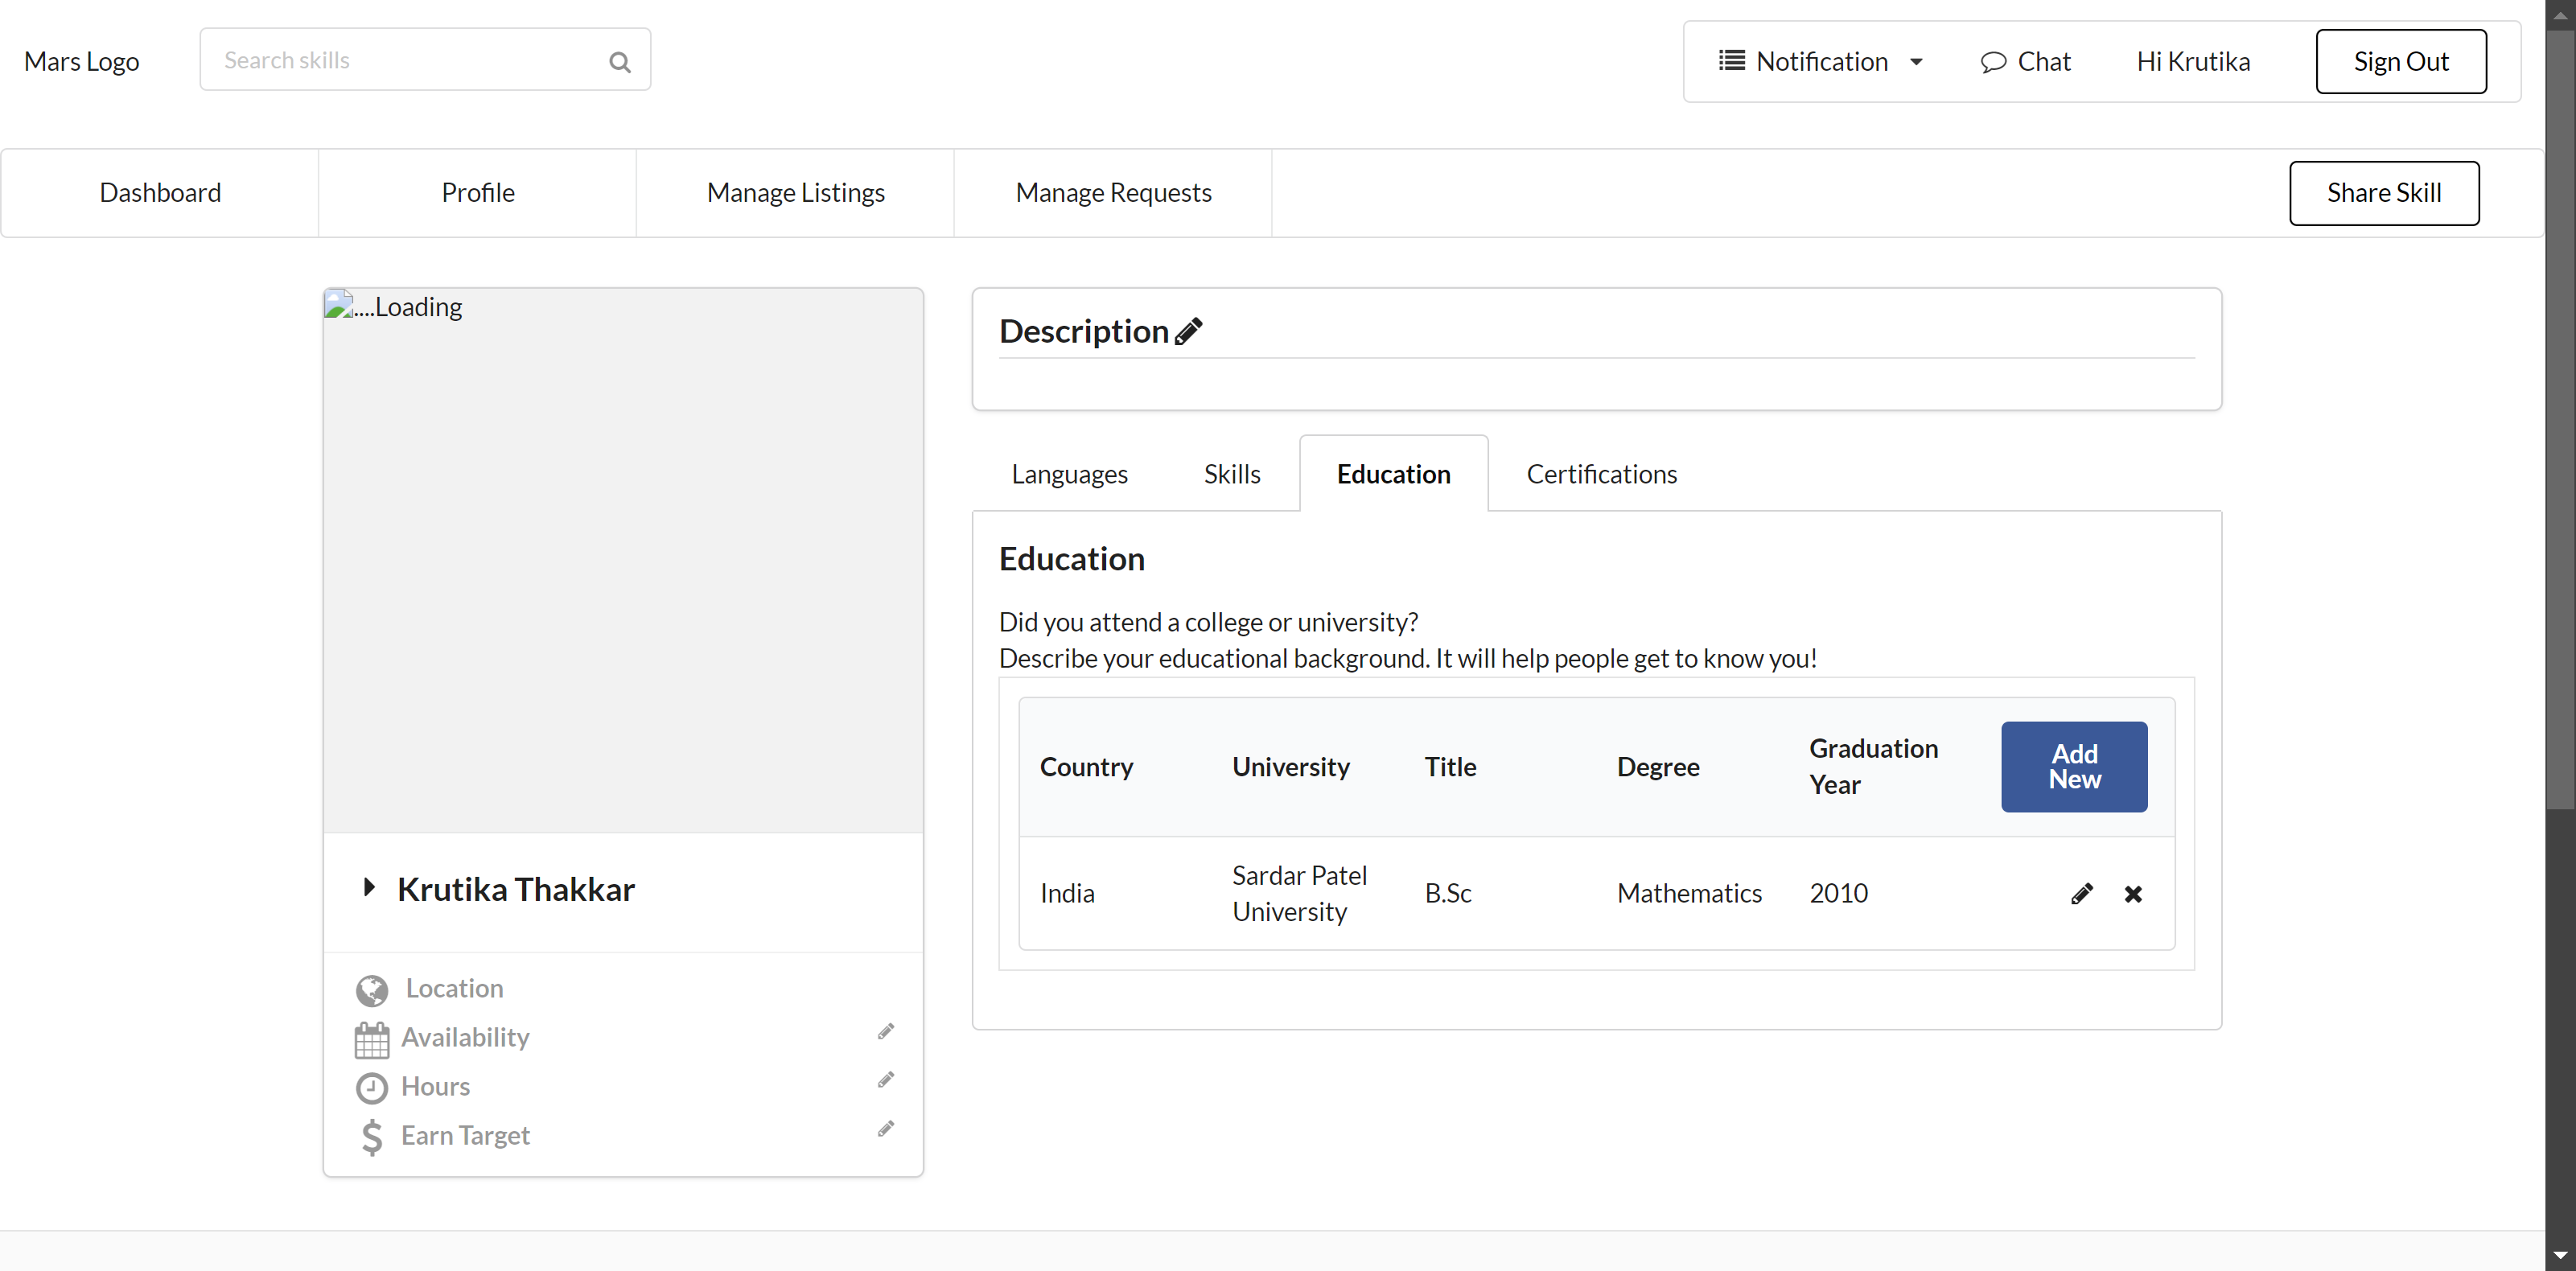 Mars Logo
Search skills
Notification
Chat
Hi Krutika
Sign Out
Dashboard
Profile
Manage Listings
Manage Requests
Share Skill
....Loading
Krutika Thakkar
Location
Availability
Hours
Earn Target
Description
Languages
Skills
Education
Certifications
Education
Did you attend a college or university?
Describe your educational background. It will help people get to know you!
Country
University
Title
Degree
Graduation
Year
Add
New
India
Sardar Patel
University
B.Sc
Mathematics
2010